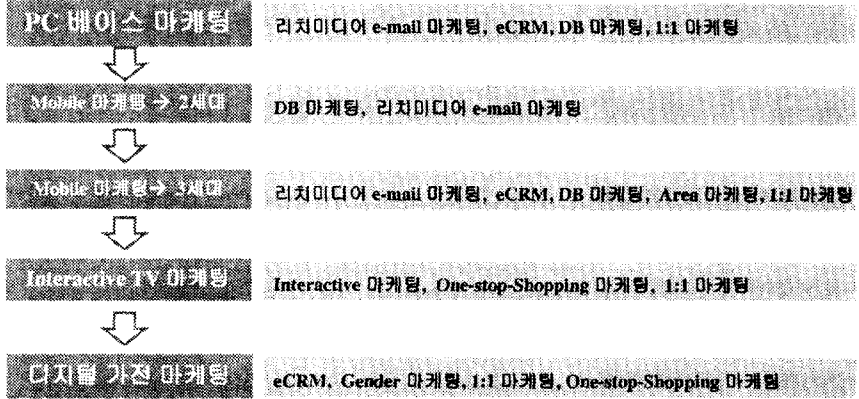 PC 베이스 마케팅
리치미디어 e-mail 마케팅, eCRM, DB 마케팅, 1:1 마케팅
Mobile 마케팅 → 2세대
DB 마케팅, 리치미디어 e-mail 마케팅
Mobile 마케팅 → 3세대
리치미디어 e-mail 마케팅, eCRM, DB 마케팅, Area 마케팅, 1:1 마케팅
Interactive TV 마케팅
Interactive 마케팅, One-stop-Shopping 마케팅, 1:1 마케팅
디지털 가전 마케팅
eCRM, Gender 마케팅, 1:1 마케팅, One-stop-Shopping 마케팅